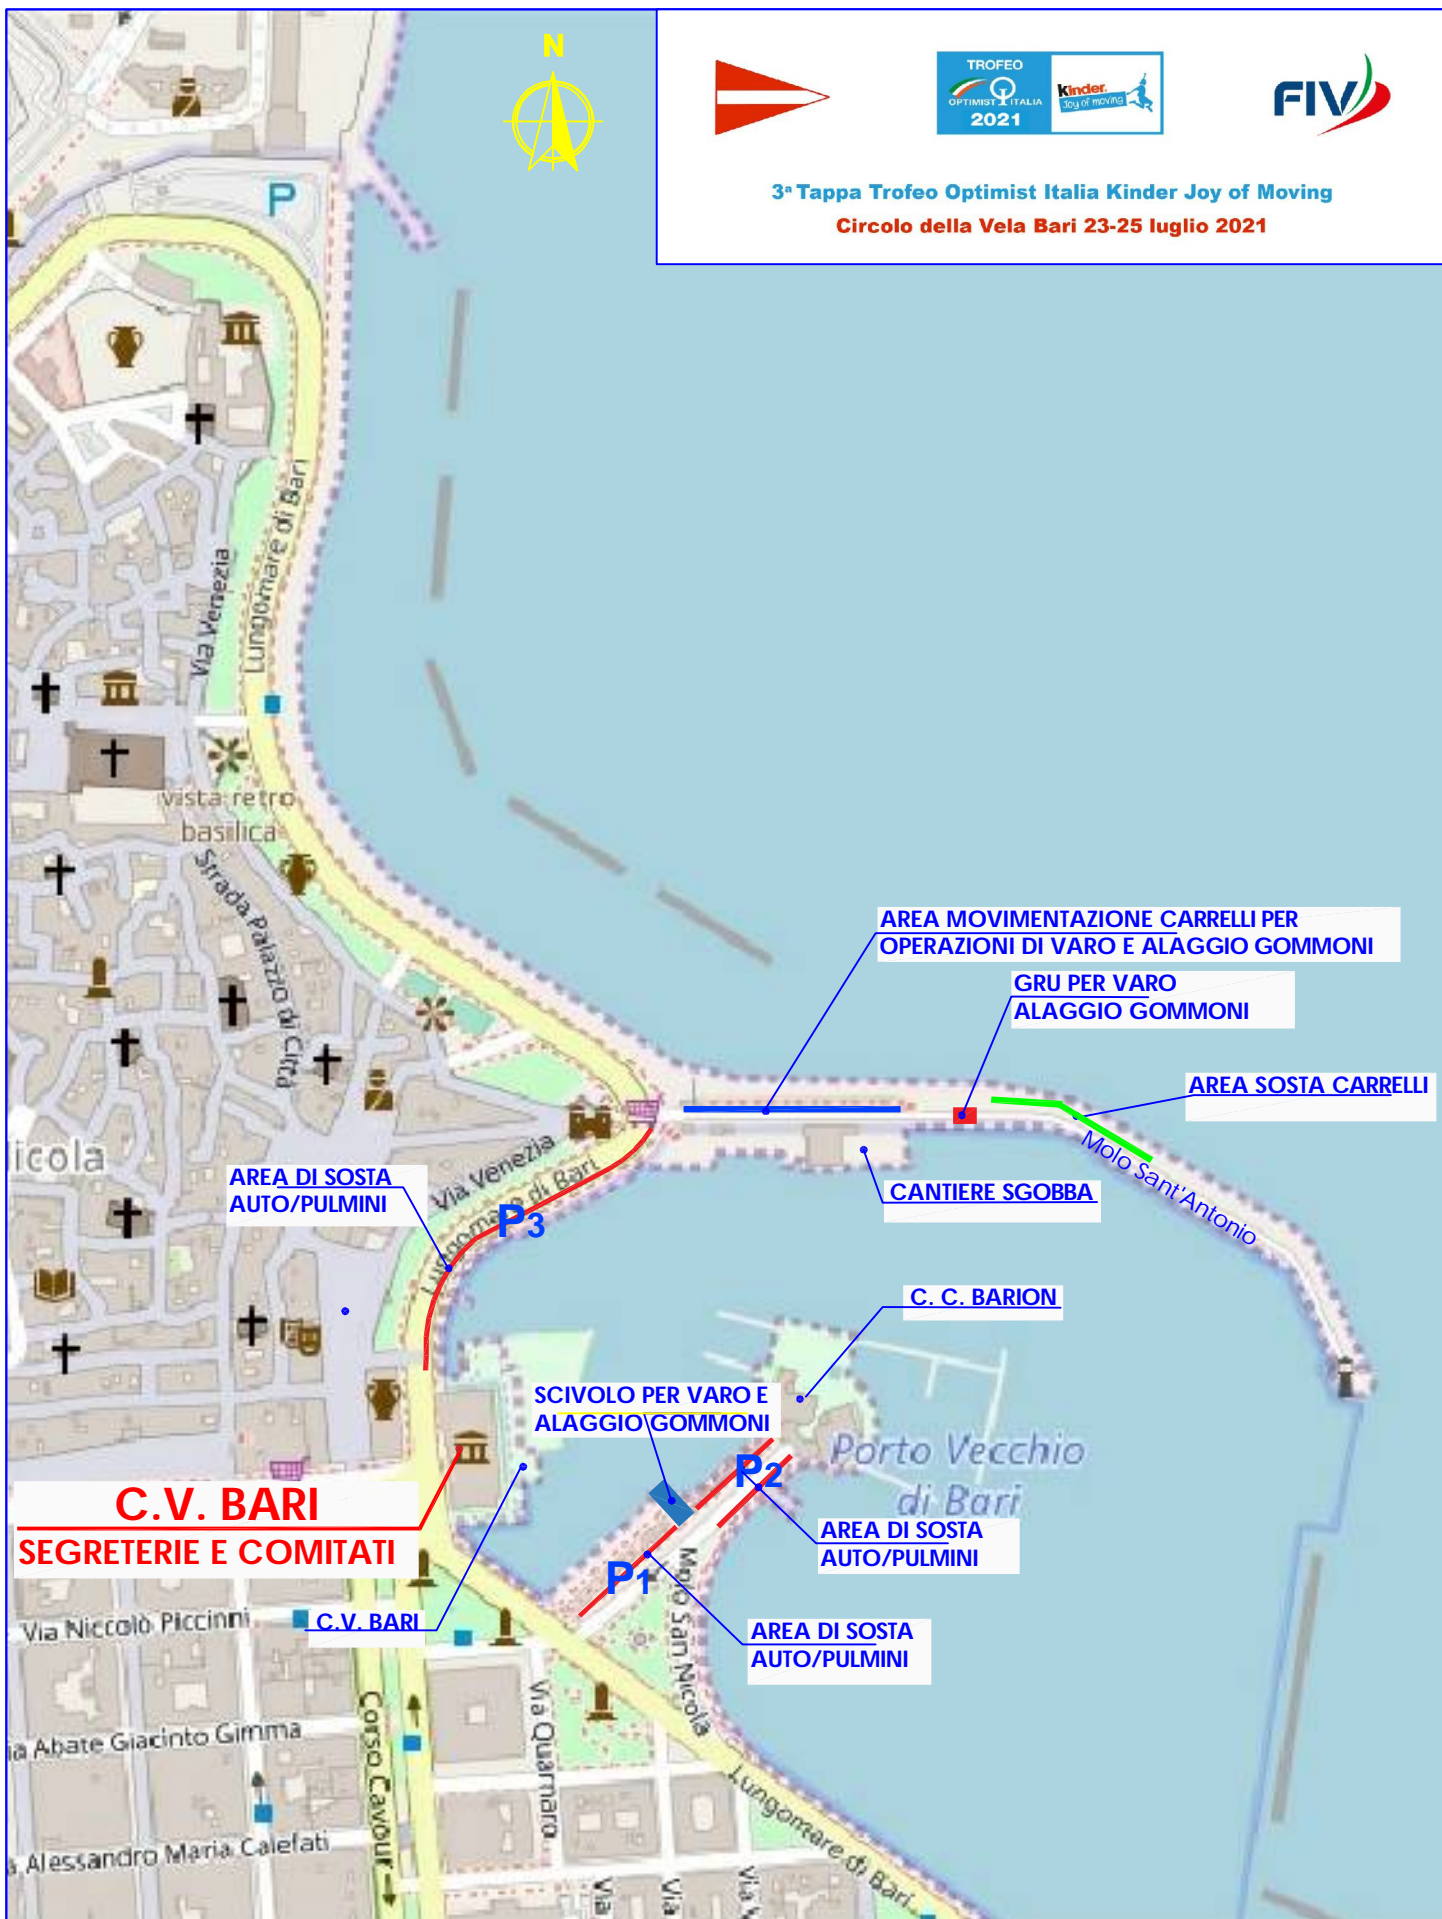 N
TROFEO
OPTIMIST ITALIA
2021
kinder
joy of moving
FIV
3ª Tappa Trofeo Optimist Italia Kinder Joy of Moving
Circolo della Vela Bari 23-25 luglio 2021
P
Lungomare di Bari
Via Venezia
vista retro
basilica
Strada Palazzo di Città
AREA MOVIMENTAZIONE CARRELLI PER
OPERAZIONI DI VARO E ALAGGIO GOMMONI
GRU PER VARO
ALAGGIO GOMMONI
AREA SOSTA CARRELLI
Molo Sant'Antonio
icola
Via Venezia
Lungomare di Bari
AREA DI SOSTA
AUTO/PULMINI
P3
CANTIERE SGOBBA
C. C. BARION
SCIVOLO PER VARO E
ALAGGIO GOMMONI
P2
Porto Vecchio
di Bari
C.V. BARI
SEGRETERIE E COMITATI
AREA DI SOSTA
AUTO/PULMINI
P1
Molo San Nicola
Via Niccolò Piccinni
C.V. BARI
AREA DI SOSTA
AUTO/PULMINI
ia Abate Giacinto Gimma
Corso Cavour
Via Quarnaro
Lungomare di Bari
a Alessandro Maria Calefati
Via
Via
Via